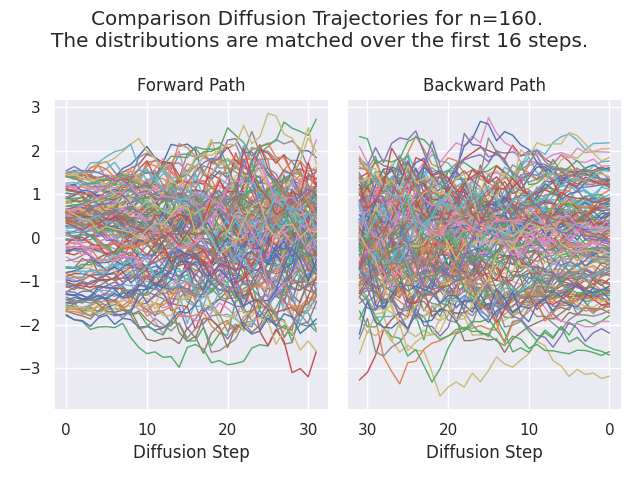 Comparison Diffusion Trajectories for n=160.
The distributions are matched over the first 16 steps.
Forward Path
Backward Path
3
2
1
0
−1
−2
−3
0 10 20 30
30 20 10 0
Diffusion Step
Diffusion Step